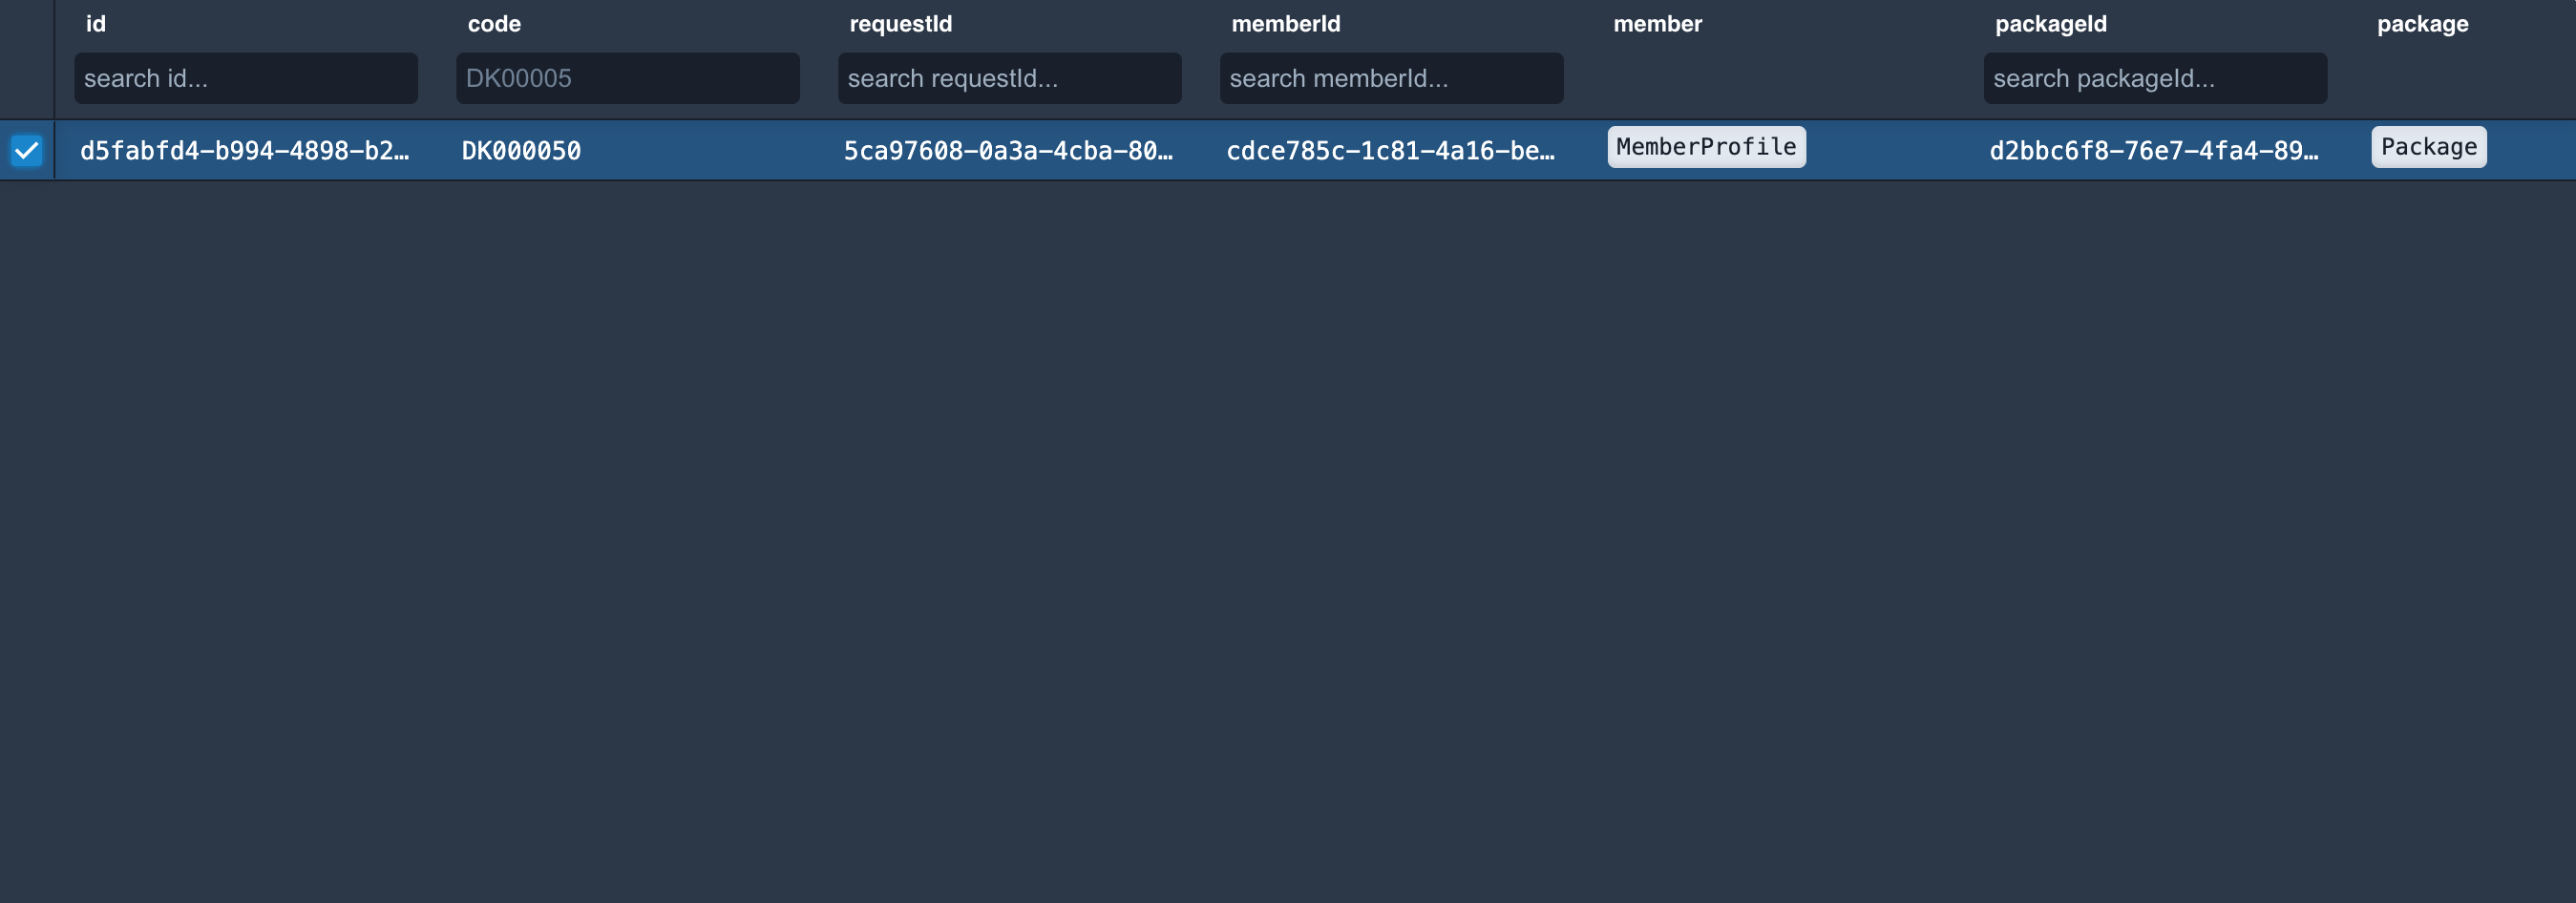 id code requestId memberId member packageId package
search id... DK00005 search requestId... search memberId... search packageId...
d5fabfd4-b994-4898-b2… DK000050 5ca97608-0a3a-4cba-80… cdce785c-1c81-4a16-be… MemberProfile d2bbc6f8-76e7-4fa4-89… Package